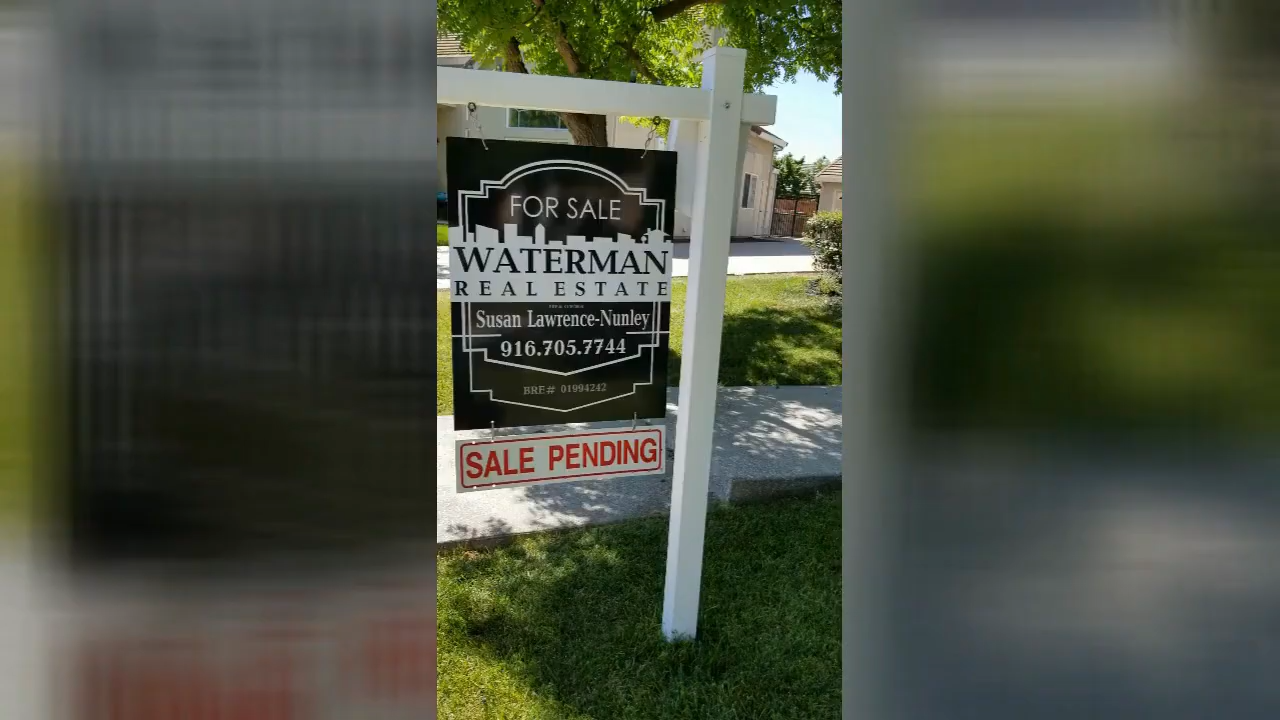 FOR SALE
WATERMAN
REAL ESTATE
Susan Lawrence-Nunley
916.705.7744
BRE# 01994242
SALE PENDING